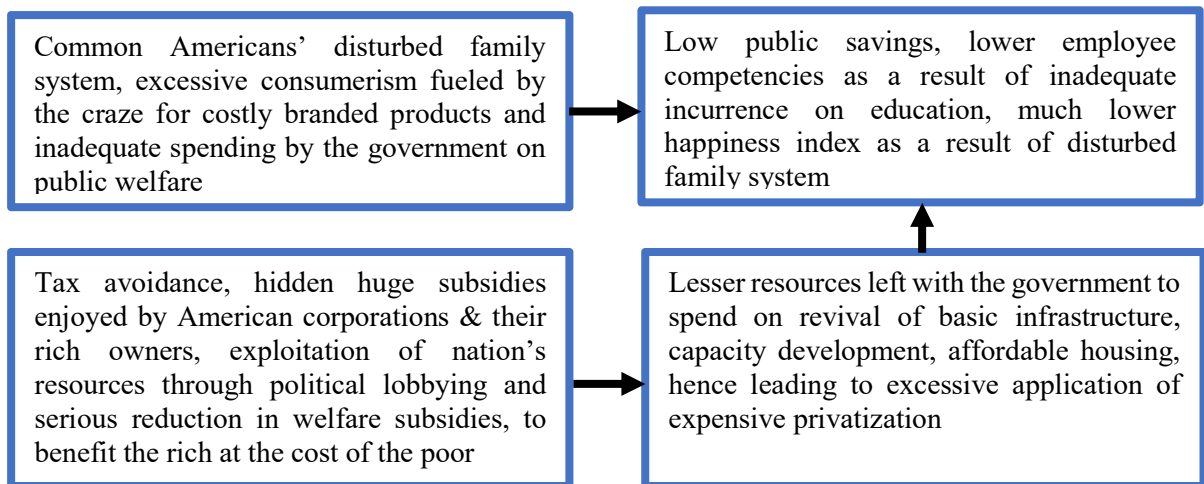 Common Americans’ disturbed family
system, excessive consumerism fueled by
the craze for costly branded products and
inadequate spending by the government on
public welfare
Low public savings, lower employee
competencies as a result of inadequate
incurrence on education, much lower
happiness index as a result of disturbed
family system
Tax avoidance, hidden huge subsidies
enjoyed by American corporations & their
rich owners, exploitation of nation’s
resources through political lobbying and
serious reduction in welfare subsidies, to
benefit the rich at the cost of the poor
Lesser resources left with the government to
spend on revival of basic infrastructure,
capacity development, affordable housing,
hence leading to excessive application of
expensive privatization